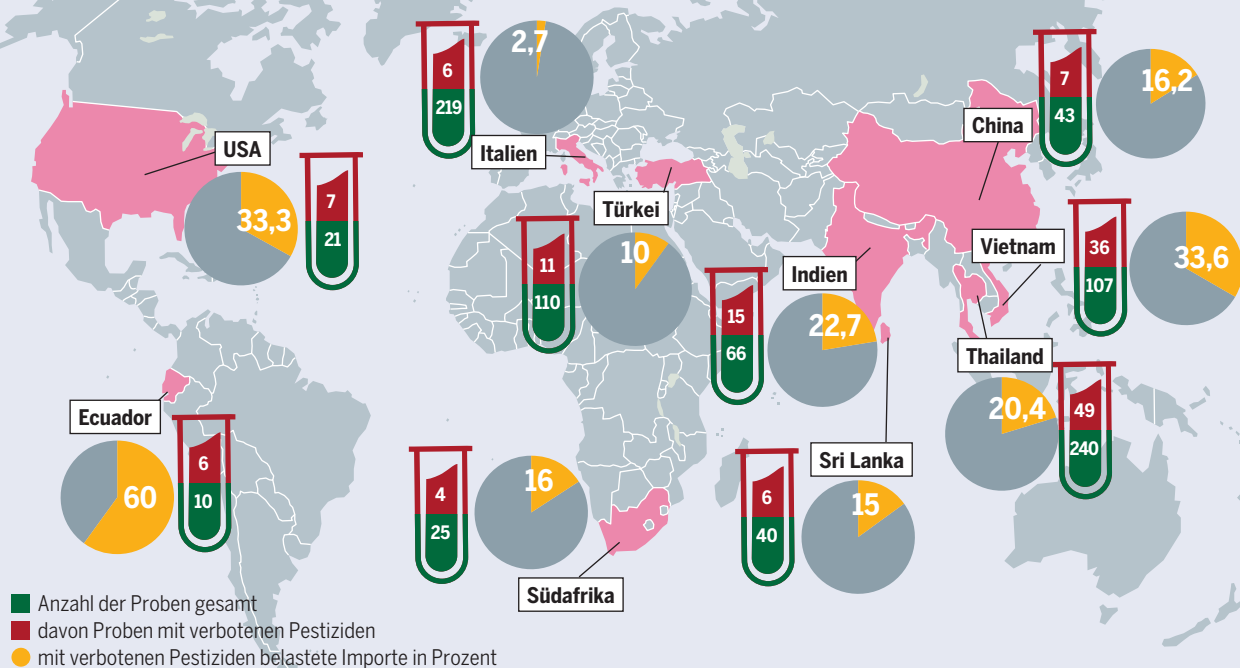 USA
33,3
7
21
6
219
2,7
Italien
Türkei
11
110
10
Indien
15
66
22,7
China
7
43
16,2
Vietnam
36
107
33,6
Thailand
20,4
49
240
Ecuador
60
6
10
4
25
16
Südafrika
Sri Lanka
6
40
15
Anzahl der Proben gesamt
davon Proben mit verbotenen Pestiziden
mit verbotenen Pestiziden belastete Importe in Prozent